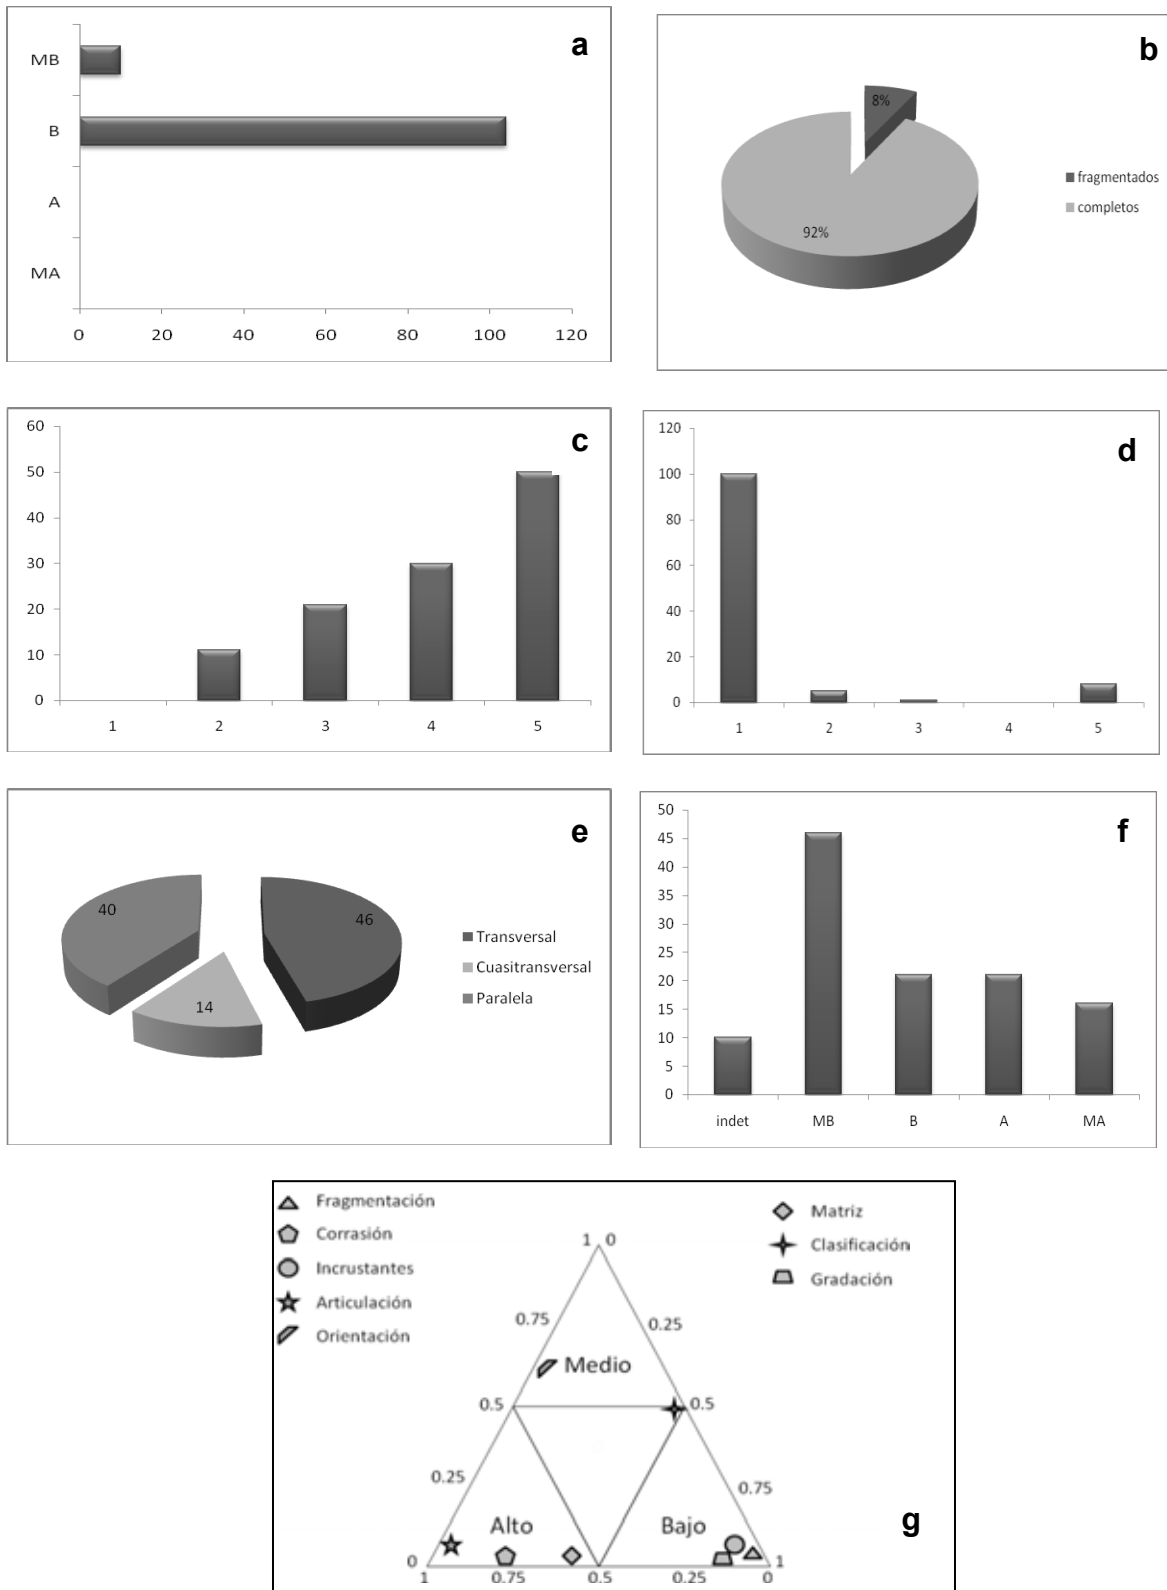 a
MB
B
A
MA
0 20 40 60 80 100 120
b
8%
92%
fragmentados
completos
c
60
50
40
30
20
10
0
1 2 3 4 5
d
120
100
80
60
40
20
0
1 2 3 4 5
e
40
46
14
Transversal
Cuasitransversal
Paralela
f
50
45
40
35
30
25
20
15
10
5
0
indet MB B A MA
Fragmentación
Corrasión
Incrustantes
Articulación
Orientación
Matriz
Clasificación
Gradación
1 0
0.75 0.25
Medio
0.5 0.5
0.25 0.75
Alto Bajo
g
0 1
1 0.75 0.5 0.25 0